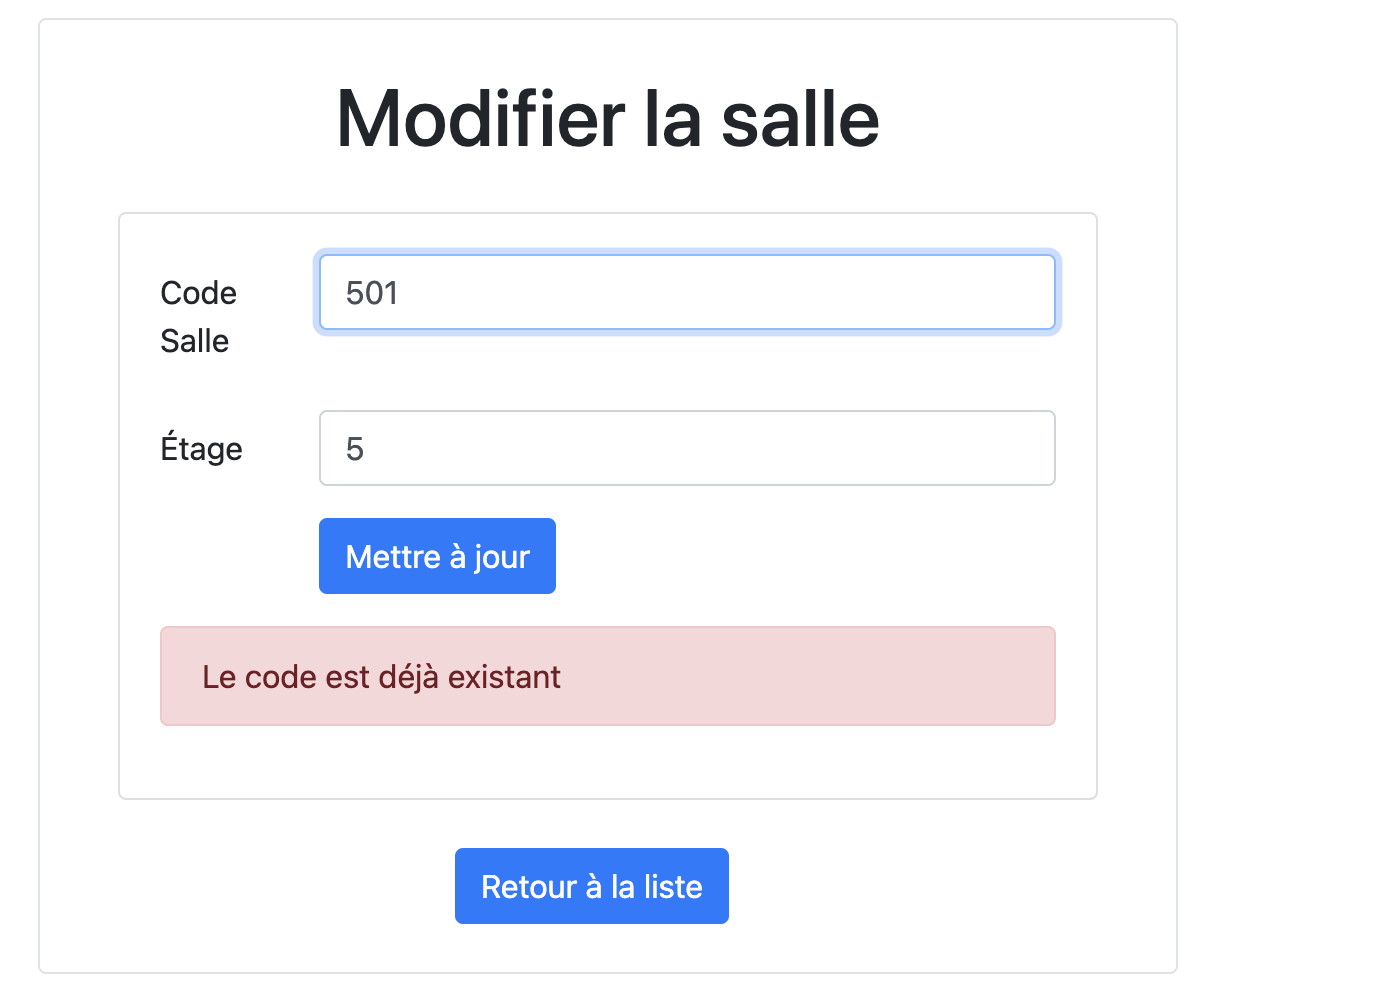 Modifier la salle
Code
Salle
501
Étage
5
Mettre à jour
Le code est déjà existant
Retour à la liste